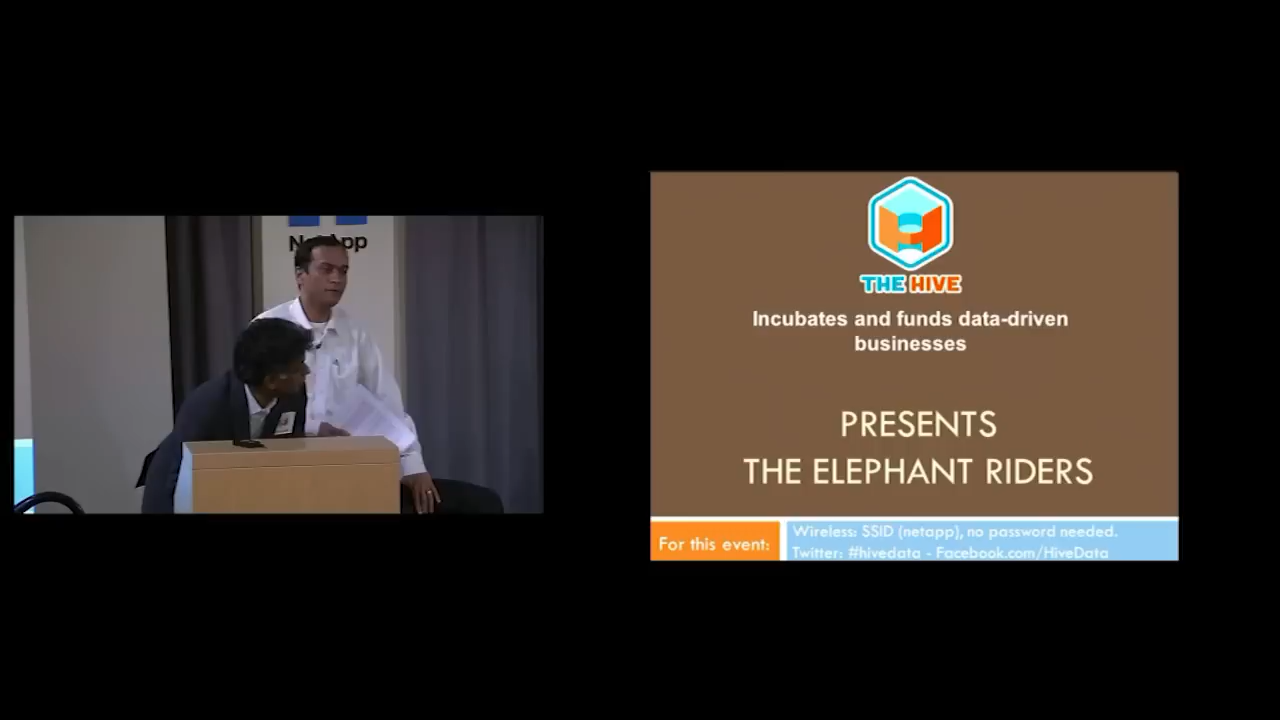 NetApp
THE HIVE
Incubates and funds data-driven
businesses
PRESENTS
THE ELEPHANT RIDERS
For this event:
Wireless: SSID (netapp), no password needed.
Twitter: #hivedata - Facebook.com/HiveData